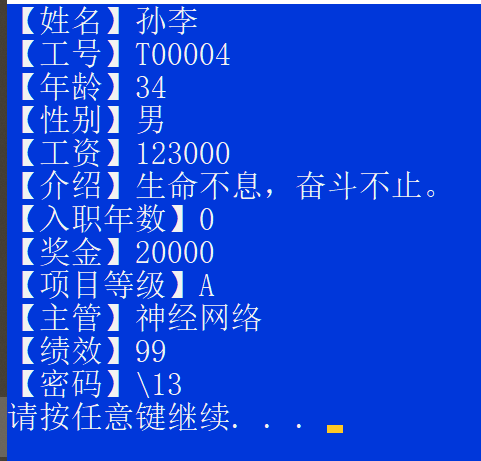 【姓名】孙李
【工号】T00004
【年龄】34
【性别】男
【工资】123000
【介绍】生命不息，奋斗不止。
【入职年数】0
【奖金】20000
【项目等级】A
【主管】神经网络
【绩效】99
【密码】\13
请按任意键继续. . .